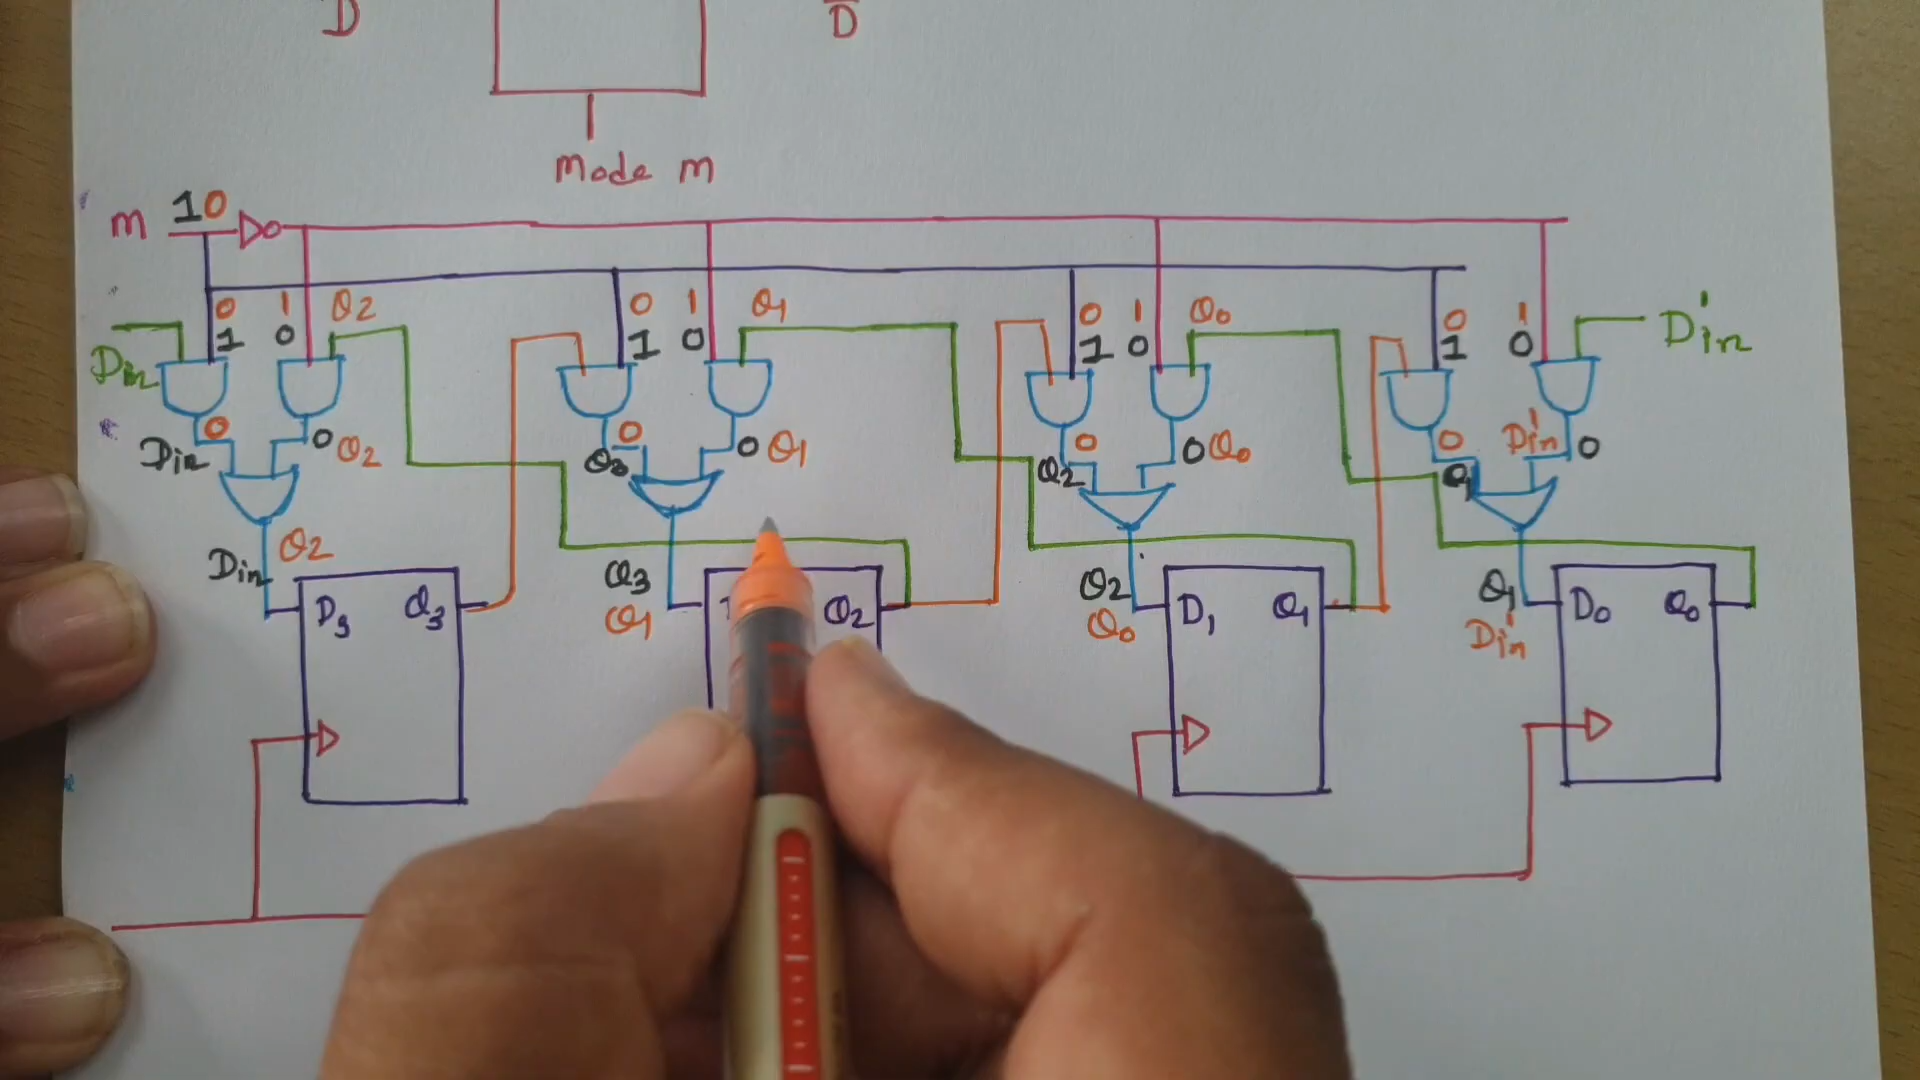 D D
Mode m
m 1 0
0 1 Q2 0 1 Q1 0 1 Q0 0 1
Din 1 0 1 0 1 0 1 0 D'in
Din 0 0 Q2 0 0 Q1 Q2 0 0 Q0 Q1 0 D'in 0
Din Q2 Q3 Q2 Q1
Q1 Q0 D'in
D3 Q3 Q2 D1 Q1 D0 Q0